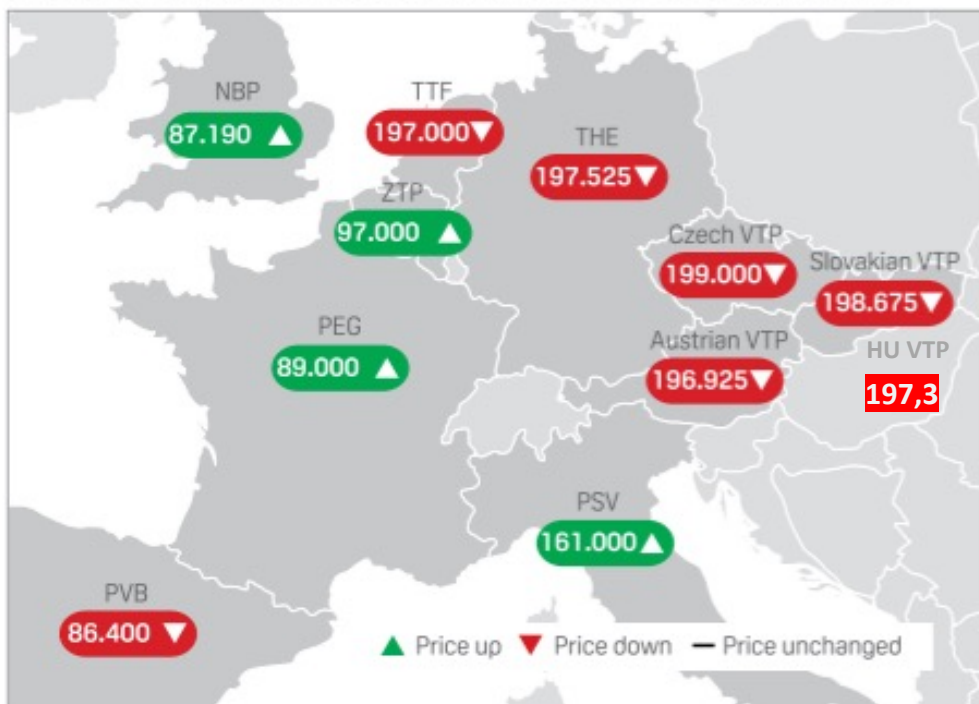 NBP
87.190
TTF
197.000
THE
197.525
ZTP
97.000
Czech VTP
199.000
Slovakian VTP
198.675
PEG
89.000
Austrian VTP
196.925
HU VTP
197,3
PSV
161.000
PVB
86.400
▲ Price up ▼ Price down — Price unchanged